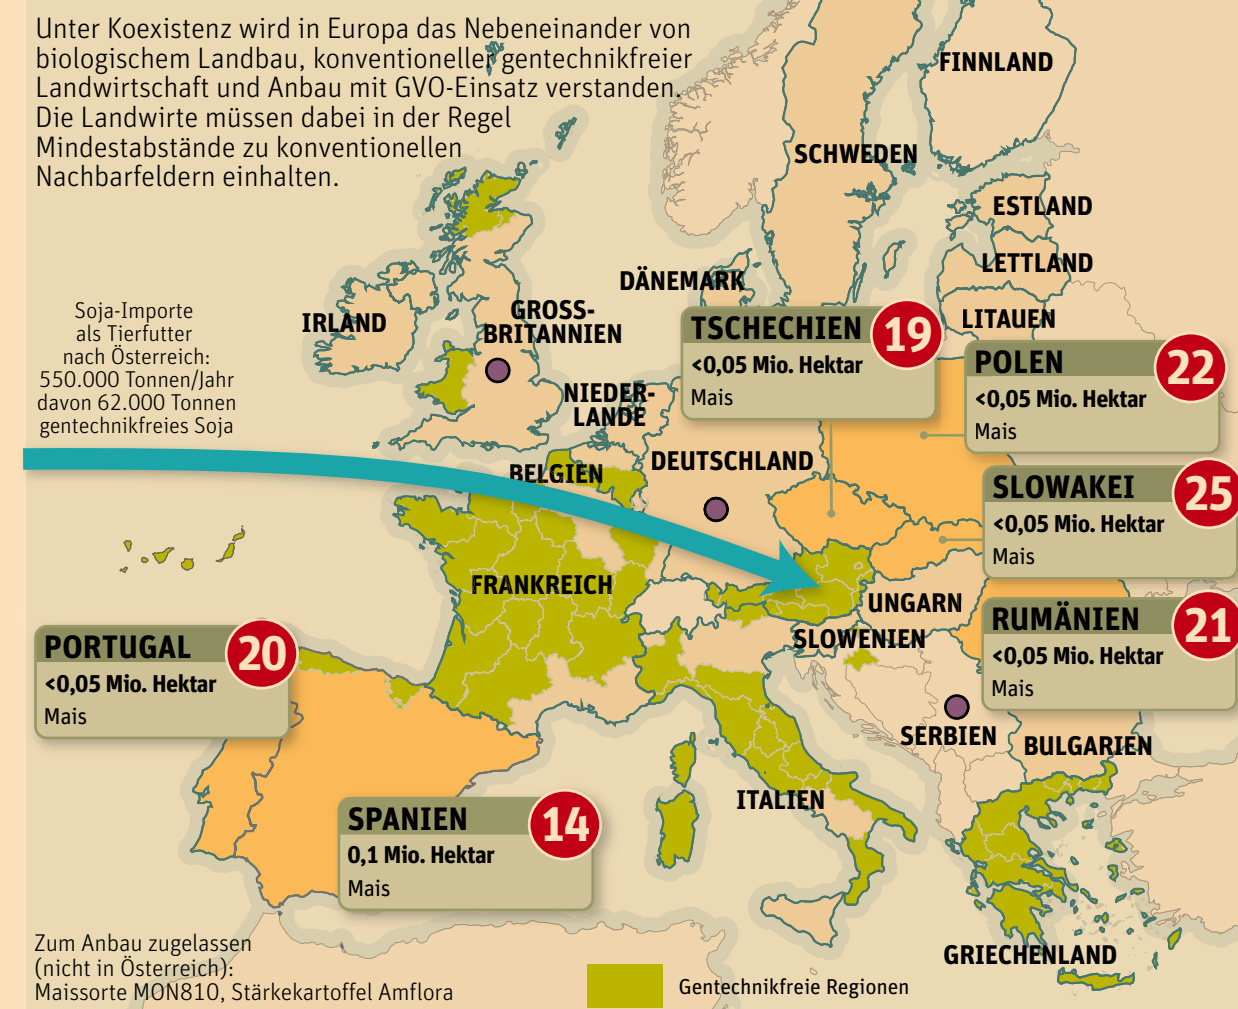 Unter Koexistenz wird in Europa das Nebeneinander von
biologischem Landbau, konventioneller gentechnikfreier
Landwirtschaft und Anbau mit GVO-Einsatz verstanden.
Die Landwirte müssen dabei in der Regel
Mindestabstände zu konventionellen
Nachbarfeldern einhalten.
FINNLAND
SCHWEDEN
ESTLAND
LETTLAND
LITAUEN
DÄNEMARK
IRLAND
GROSS-
BRITANNIEN
NIEDER-
LANDE
Soja-Importe
als Tierfutter
nach Österreich:
550.000 Tonnen/Jahr
davon 62.000 Tonnen
gentechnikfreies Soja
TSCHECHIEN
19
<0,05 Mio. Hektar
Mais
POLEN
22
<0,05 Mio. Hektar
Mais
BELGIEN
DEUTSCHLAND
SLOWAKEI
25
<0,05 Mio. Hektar
Mais
FRANKREICH
UNGARN
SLOWENIEN
RUMÄNIEN
21
<0,05 Mio. Hektar
Mais
PORTUGAL
20
<0,05 Mio. Hektar
Mais
SERBIEN
BULGARIEN
ITALIEN
SPANIEN
14
0,1 Mio. Hektar
Mais
GRIECHENLAND
Zum Anbau zugelassen
(nicht in Österreich):
Maissorte MON810, Stärkekartoffel Amflora
Gentechnikfreie Regionen